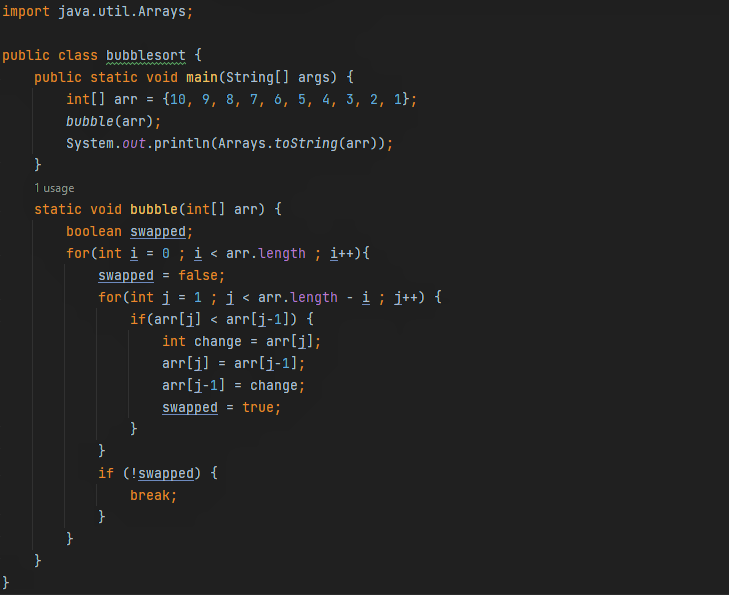 import java.util.Arrays;
public class bubblesort {
public static void main(String[] args) {
int[] arr = {10, 9, 8, 7, 6, 5, 4, 3, 2, 1};
bubble(arr);
System.out.println(Arrays.toString(arr));
}
1 usage
static void bubble(int[] arr) {
boolean swapped;
for(int i = 0 ; i < arr.length ; i++){
swapped = false;
for(int j = 1 ; j < arr.length - i ; j++) {
if(arr[j] < arr[j-1]) {
int change = arr[j];
arr[j] = arr[j-1];
arr[j-1] = change;
swapped = true;
}
}
if (!swapped) {
break;
}
}
}
}